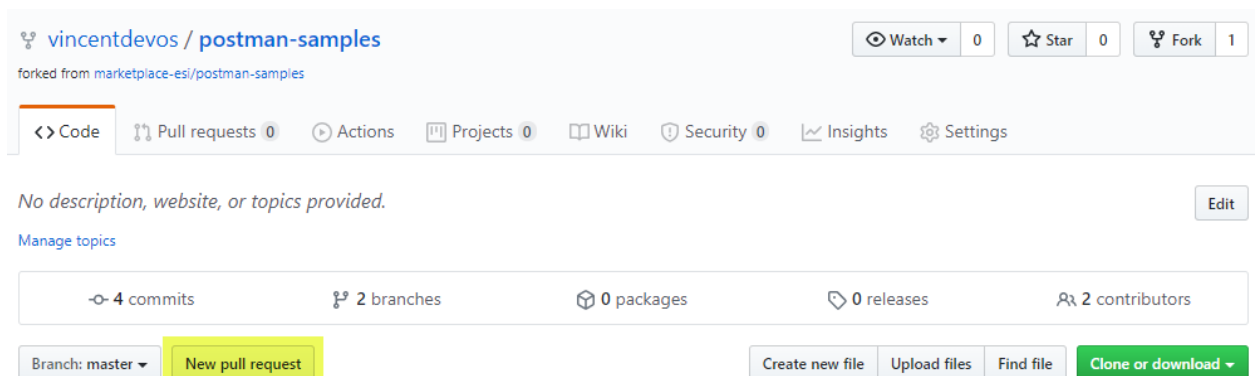 vincentdevos / postman-samples
Watch 0 Star 0 Fork 1
forked from marketplace-esi/postman-samples
Code Pull requests 0 Actions Projects 0 Wiki Security 0 Insights Settings
No description, website, or topics provided. Edit
Manage topics
4 commits 2 branches 0 packages 0 releases 2 contributors
Branch: master New pull request Create new file Upload files Find file Clone or download